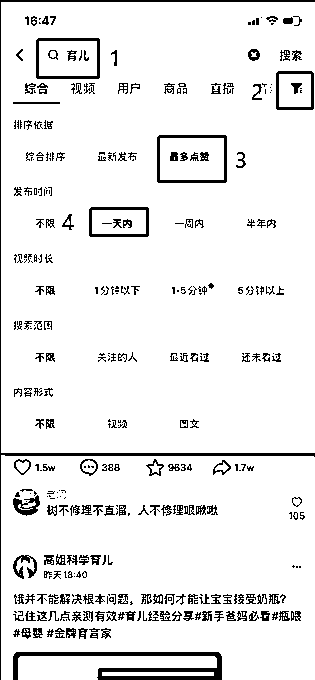 16:47
育儿 1 搜索
综合 视频 用户 商品 直播 2
排序依据
综合排序 最新发布 最多点赞 3
发布时间
不限 4 一天内 一周内 半年内
视频时长
不限 1分钟以下 1-5分钟 5分钟以上
搜索范围
不限 关注的人 最近看过 还未看过
内容形式
不限 视频 图文
1.5w 388 9634 1.7w
树不修理不直溜，人不修理哏啾啾
105
高姐科学育儿
昨天18:40
饿并不能解决根本问题，那如何才能让宝宝接受奶瓶？
记住这几点亲测有效#育儿经验分享#新手爸妈必看#瓶喂
#母婴 #金牌育言家